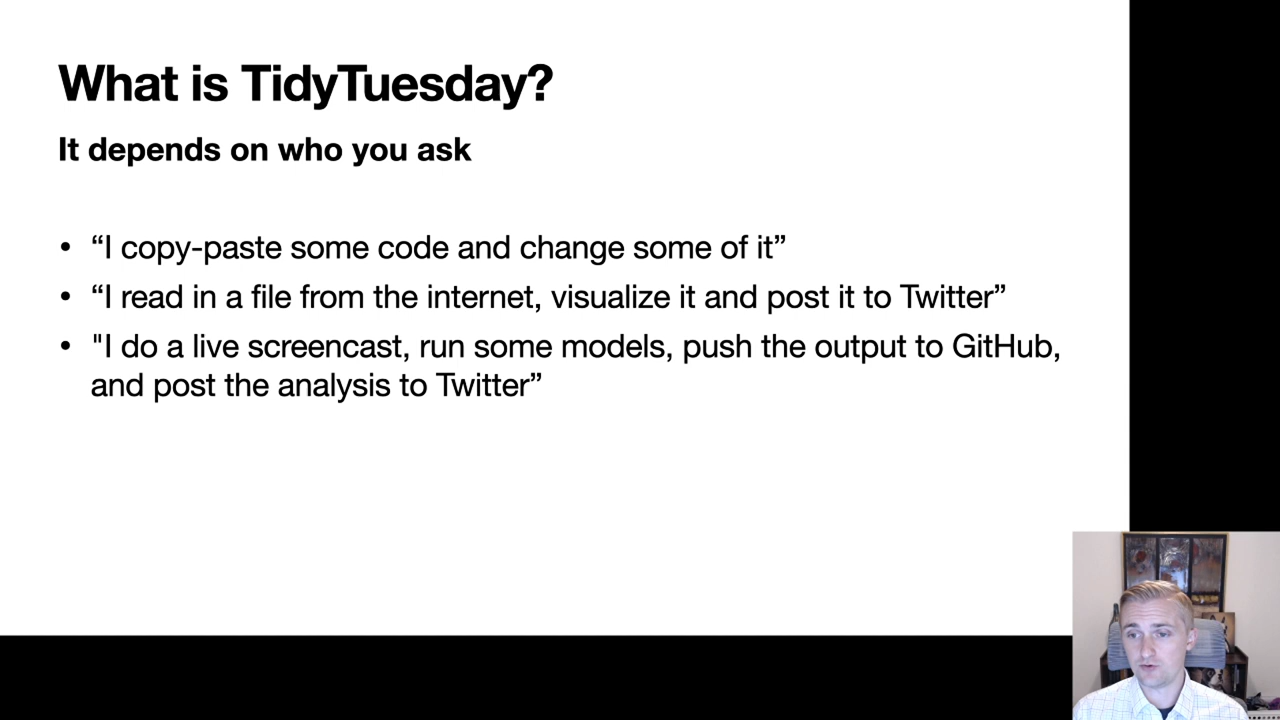 What is TidyTuesday?
It depends on who you ask
• “I copy-paste some code and change some of it”
• “I read in a file from the internet, visualize it and post it to Twitter”
• "I do a live screencast, run some models, push the output to GitHub,
and post the analysis to Twitter”